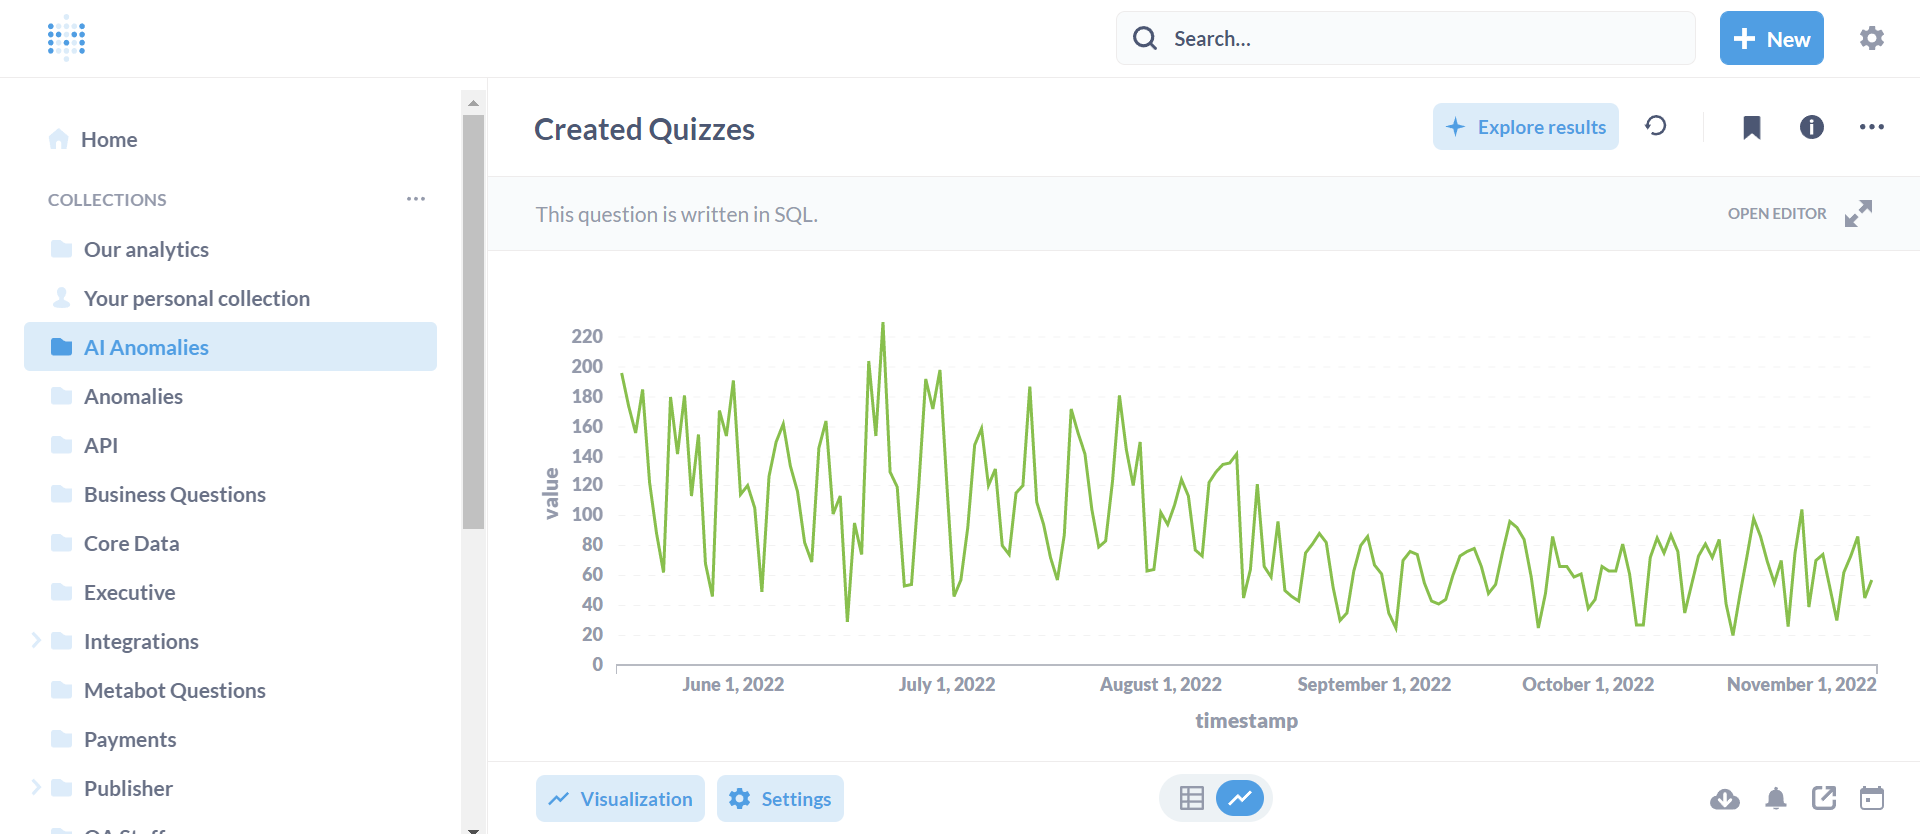 Search...
New
Home
COLLECTIONS
Our analytics
Your personal collection
AI Anomalies
Anomalies
API
Business Questions
Core Data
Executive
Integrations
Metabot Questions
Payments
Publisher
Created Quizzes
Explore results
This question is written in SQL.
OPEN EDITOR
220
200
180
160
140
120
100
80
60
40
20
0
value
June 1, 2022
July 1, 2022
August 1, 2022
September 1, 2022
October 1, 2022
November 1, 2022
timestamp
Visualization
Settings